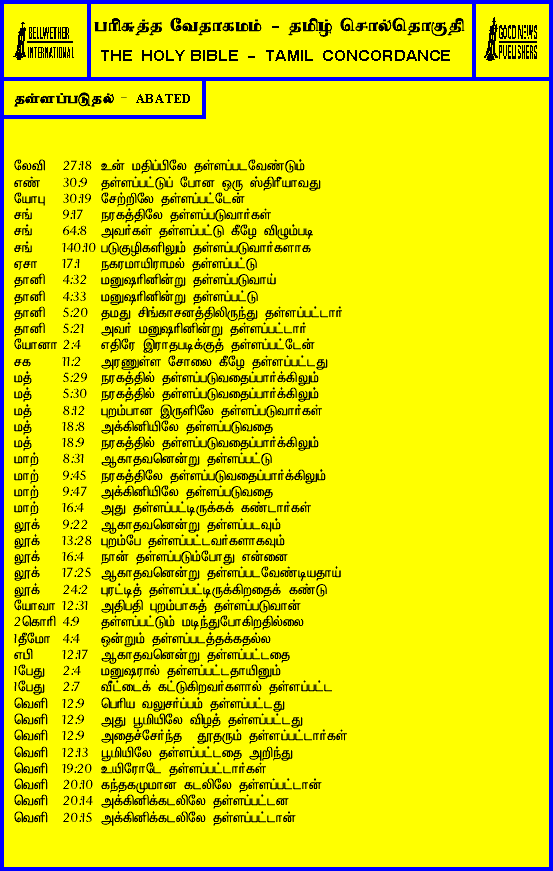 BELLWETHER
INTERNATIONAL
பரிசுத்த வேதாகமம் - தமிழ் சொல்தொகுதி
THE HOLY BIBLE - TAMIL CONCORDANCE
GOOD NEWS
PUBLISHERS
தள்ளப்படுதல் - ABATED
லேவி 27:18 உன் மதிப்பிலே தள்ளப்படவேண்டும்
எண் 30:9 தள்ளப்பட்டுப் போன ஒரு ஸ்திரீயாவது
யோபு 30:19 சேற்றிலே தள்ளப்பட்டேன்
சங் 9:17 நரகத்திலே தள்ளப்படுவார்கள்
சங் 64:8 அவர்கள் தள்ளப்பட்டு கீழே விழும்படி
சங் 140:10 படுகுழிகளிலும் தள்ளப்படுவார்களாக
ஏசா 17:1 நகரமாயிராமல் தள்ளப்பட்டு
தானி 4:32 மனுஷரினின்று தள்ளப்படுவாய்
தானி 4:33 மனுஷரினின்று தள்ளப்பட்டு
தானி 5:20 தமது சிங்காசனத்திலிருந்து தள்ளப்பட்டார்
தானி 5:21 அவர் மனுஷரினின்று தள்ளப்பட்டார்
யோனா 2:4 எதிரே இராதபடிக்குத் தள்ளப்பட்டேன்
சக 11:2 அரணுள்ள சோலை கீழே தள்ளப்பட்டது
மத் 5:29 நரகத்தில் தள்ளப்படுவதைப்பார்க்கிலும்
மத் 5:30 நரகத்தில் தள்ளப்படுவதைப்பார்க்கிலும்
மத் 8:12 புறம்பான இருளிலே தள்ளப்படுவார்கள்
மத் 18:8 அக்கினியிலே தள்ளப்படுவதை
மத் 18:9 நரகத்தில் தள்ளப்படுவதைப்பார்க்கிலும்
மாற் 8:31 ஆகாதவனென்று தள்ளப்பட்டு
மாற் 9:45 நரகத்திலே தள்ளப்படுவதைப்பார்க்கிலும்
மாற் 9:47 அக்கினியிலே தள்ளப்படுவதை
மாற் 16:4 அது தள்ளப்பட்டிருக்கக் கண்டார்கள்
லூக் 9:22 ஆகாதவனென்று தள்ளப்படவும்
லூக் 13:28 புறம்பே தள்ளப்பட்டவர்களாகவும்
லூக் 16:4 நான் தள்ளப்படும்போது என்னை
லூக் 17:25 ஆகாதவனென்று தள்ளப்படவேண்டியதாய்
லூக் 24:2 புரட்டித் தள்ளப்பட்டிருக்கிறதைக் கண்டு
யோவா 12:31 அதிபதி புறம்பாகத் தள்ளப்படுவான்
2கொரி 4:9 தள்ளப்பட்டும் மடிந்துபோகிறதில்லை
1தீமோ 4:4 ஒன்றும் தள்ளப்படத்தக்கதல்ல
எபி 12:17 ஆகாதவனென்று தள்ளப்பட்டதை
1பேது 2:4 மனுஷரால் தள்ளப்பட்டதாயினும்
1பேது 2:7 வீட்டைக் கட்டுகிறவர்களால் தள்ளப்பட்ட
வெளி 12:9 பெரிய வலுசர்ப்பம் தள்ளப்பட்டது
வெளி 12:9 அது பூமியிலே விழத் தள்ளப்பட்டது
வெளி 12:9 அதைச்சேர்ந்த தூதரும் தள்ளப்பட்டார்கள்
வெளி 12:13 பூமியிலே தள்ளப்பட்டதை அறிந்து
வெளி 19:20 உயிரோடே தள்ளப்பட்டார்கள்
வெளி 20:10 கந்தகமுமான கடலிலே தள்ளப்பட்டான்
வெளி 20:14 அக்கினிக்கடலிலே தள்ளப்பட்டன
வெளி 20:15 அக்கினிக்கடலிலே தள்ளப்பட்டான்